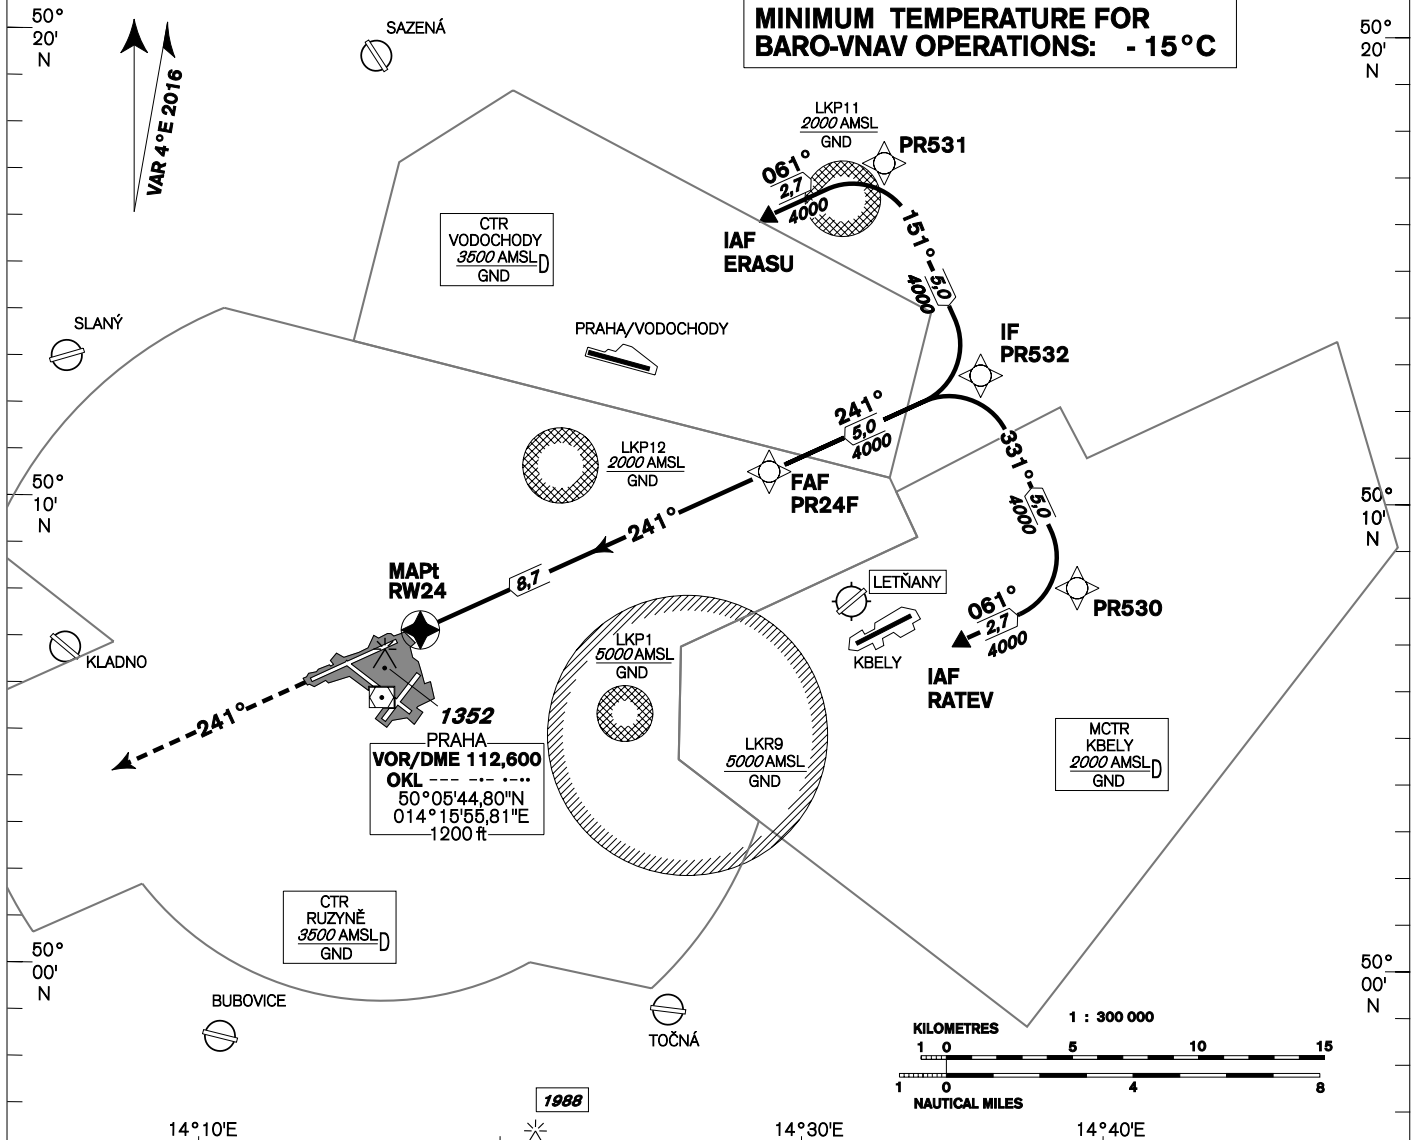 MINIMUM TEMPERATURE FOR
BARO-VNAV OPERATIONS: - 15°C
50°
20'
N
50°
20'
N
VAR 4°E 2016
SAZENÁ
LKP11
2000 AMSL
GND
PR531
061°
2,7
4000
IAF
ERASU
151°
5,0
4000
CTR
VODOCHODY
3500 AMSL D
GND
SLANÝ
PRAHA/VODOCHODY
IF
PR532
241°
5,0
4000
LKP12
2000 AMSL
GND
FAF
PR24F
331°
5,0
4000
50°
10'
N
50°
10'
N
241°
8,7
MAPt
RW24
LETŇANY
KBELY
061°
2,7
4000
PR530
IAF
RATEV
KLADNO
LKP1
5000 AMSL
GND
241°
1352
PRAHA
VOR/DME 112,600
OKL --- -·- ·-··
50°05'44,80"N
014°15'55,81"E
1200 ft
LKR9
5000 AMSL
GND
MCTR
KBELY
2000 AMSL D
GND
CTR
RUZYNĚ
3500 AMSL D
GND
50°
00'
N
50°
00'
N
BUBOVICE
TOČNÁ
1 : 300 000
KILOMETRES
1 0 5 10 15
1 0 4 8
NAUTICAL MILES
1988
14°10'E
14°30'E
14°40'E